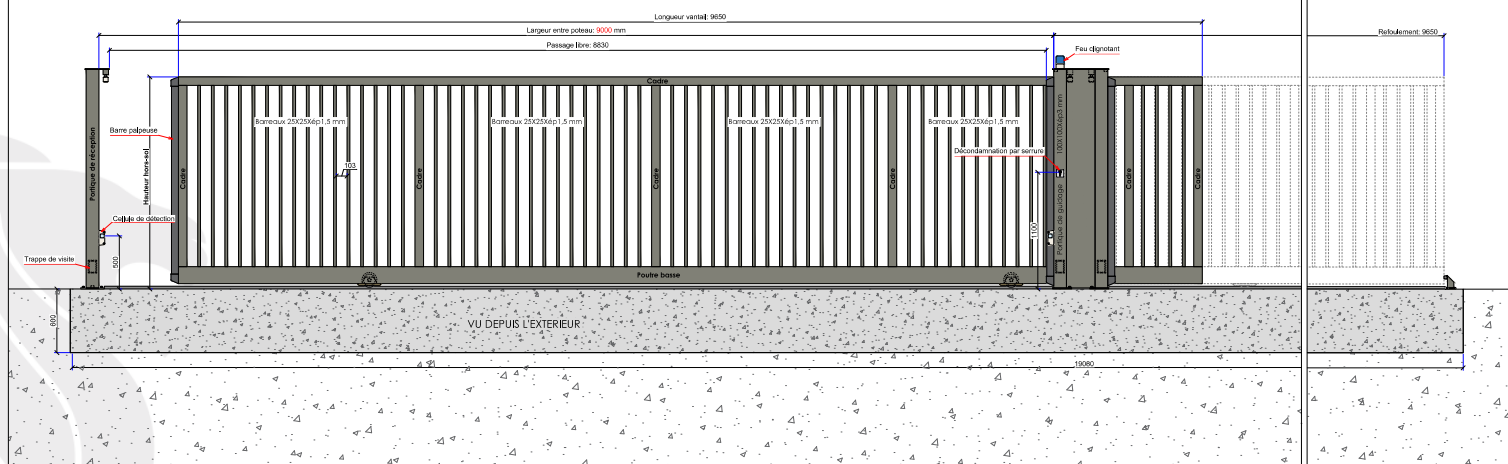 Longueur vantail: 9650
Largeur entre poteau: 9000 mm
Refoulement: 9650
Passage libre: 8830
Feu clignotant
Cadre
Barreaux 25X25Xép1,5 mm
Barreaux 25X25Xép1,5 mm
Barreaux 25X25Xép1,5 mm
Barreaux 25X25Xép1,5 mm
Barre palpeuse
Portique de réception
Hauteur hors-sol
Décondamnation par serrure
103
Cadre
Cadre
Cadre
Cadre
Cadre
Cadre
Portique de guidage 100X100Xép3 mm
Cellule de détection
1100
500
Trappe de visite
Poutre basse
600
VU DEPUIS L'EXTERIEUR
19080